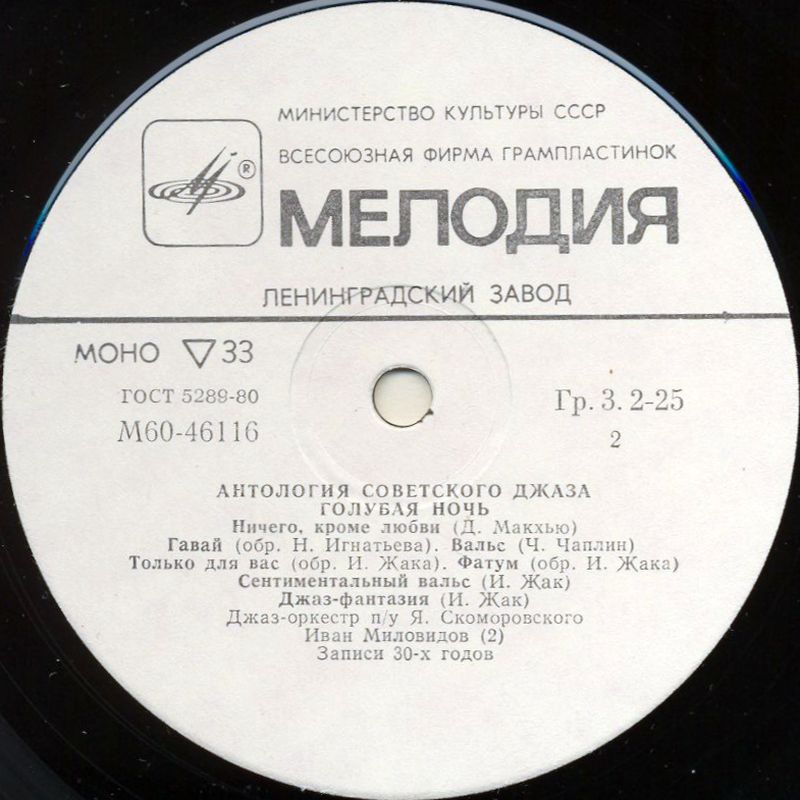 МИНИСТЕРСТВО КУЛЬТУРЫ СССР
ВСЕСОЮЗНАЯ ФИРМА ГРАМПЛАСТИНОК
®
МЕЛОДИЯ
ЛЕНИНГРАДСКИЙ ЗАВОД
МОНО ▽ 33
ГОСТ 5289-80
М60-46116
Гр. 3. 2-25
2
АНТОЛОГИЯ СОВЕТСКОГО ДЖАЗА
ГОЛУБАЯ НОЧЬ
Ничего, кроме любви (Д. Макхью)
Гавай (обр. Н. Игнатьева). Вальс (Ч. Чаплин)
Только для вас (обр. И. Жака). Фатум (обр. И. Жака)
Сентиментальный вальс (И. Жак)
Джаз-фантазия (И. Жак)
Джаз-оркестр п/у Я. Скоморовского
Иван Миловидов (2)
Записи 30-х годов